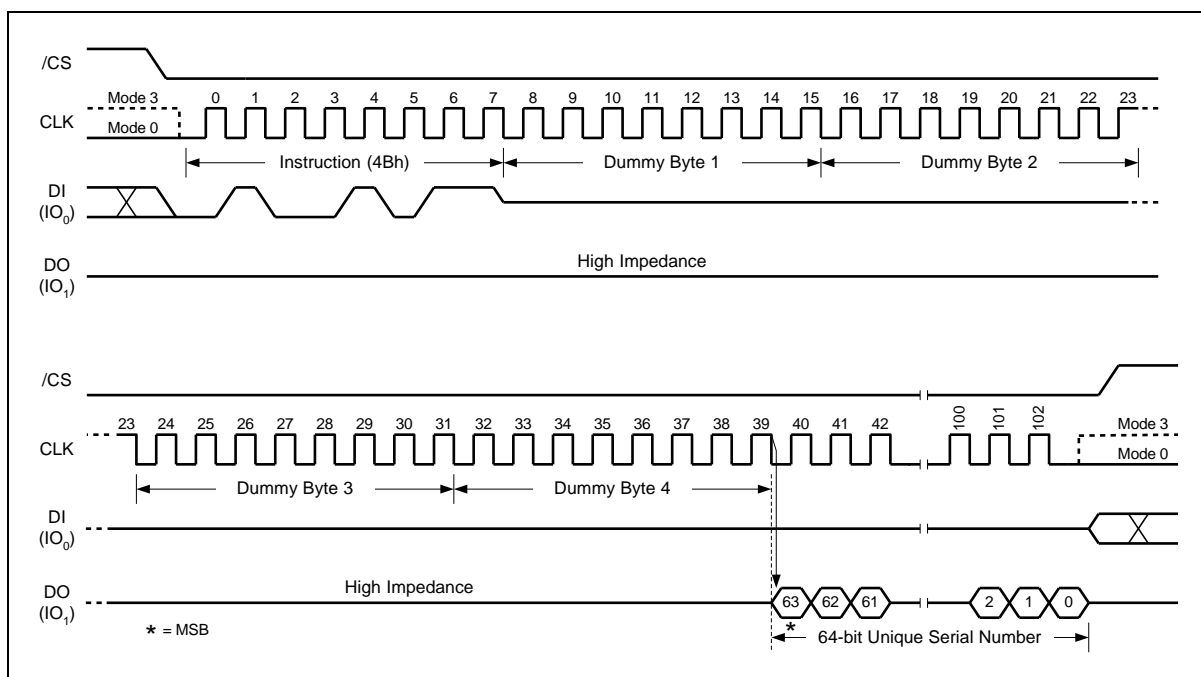 /CS
Mode 3
0 1 2 3 4 5 6 7 8 9 10 11 12 13 14 15 16 17 18 19 20 21 22 23
CLK
Mode 0
Instruction (4Bh) Dummy Byte 1 Dummy Byte 2
DI
(IO0)
High Impedance
DO
(IO1)
/CS
23 24 25 26 27 28 29 30 31 32 33 34 35 36 37 38 39 40 41 42 100 101 102
Mode 3
CLK
Mode 0
Dummy Byte 3 Dummy Byte 4
DI
(IO0)
High Impedance
DO
(IO1)
63 62 61 2 1 0
* = MSB
*
64-bit Unique Serial Number